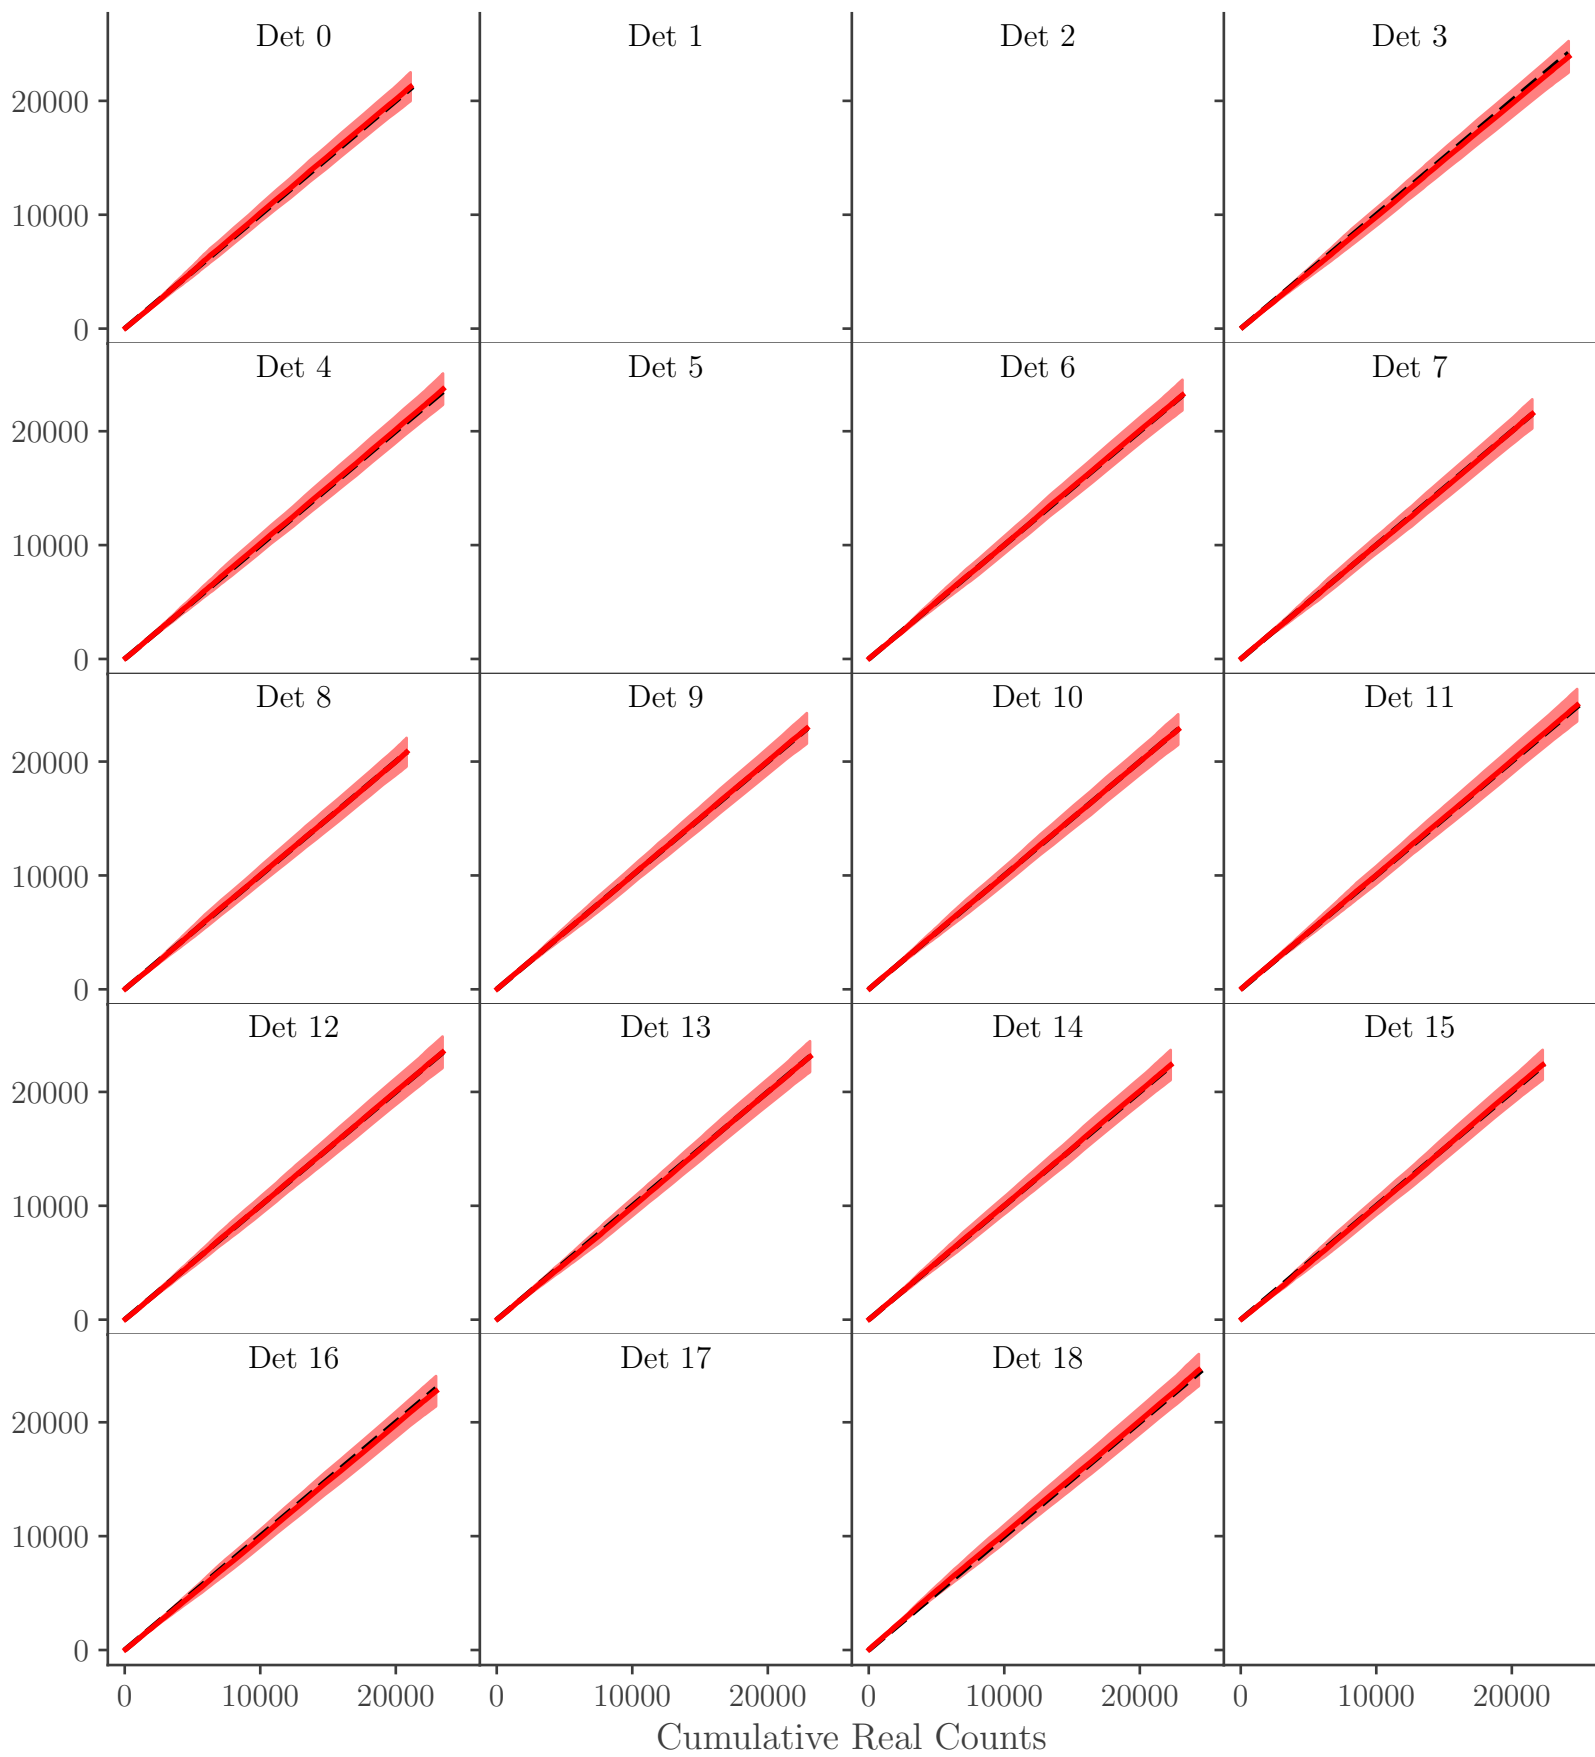 Det 0 Det 1 Det 2 Det 3
20000
10000
0
Det 4 Det 5 Det 6 Det 7
20000
10000
0
Det 8 Det 9 Det 10 Det 11
20000
10000
0
Det 12 Det 13 Det 14 Det 15
20000
10000
0
Det 16 Det 17 Det 18
20000
10000
0
0 10000 20000 0 10000 20000 0 10000 20000 0 10000 20000
Cumulative Real Counts